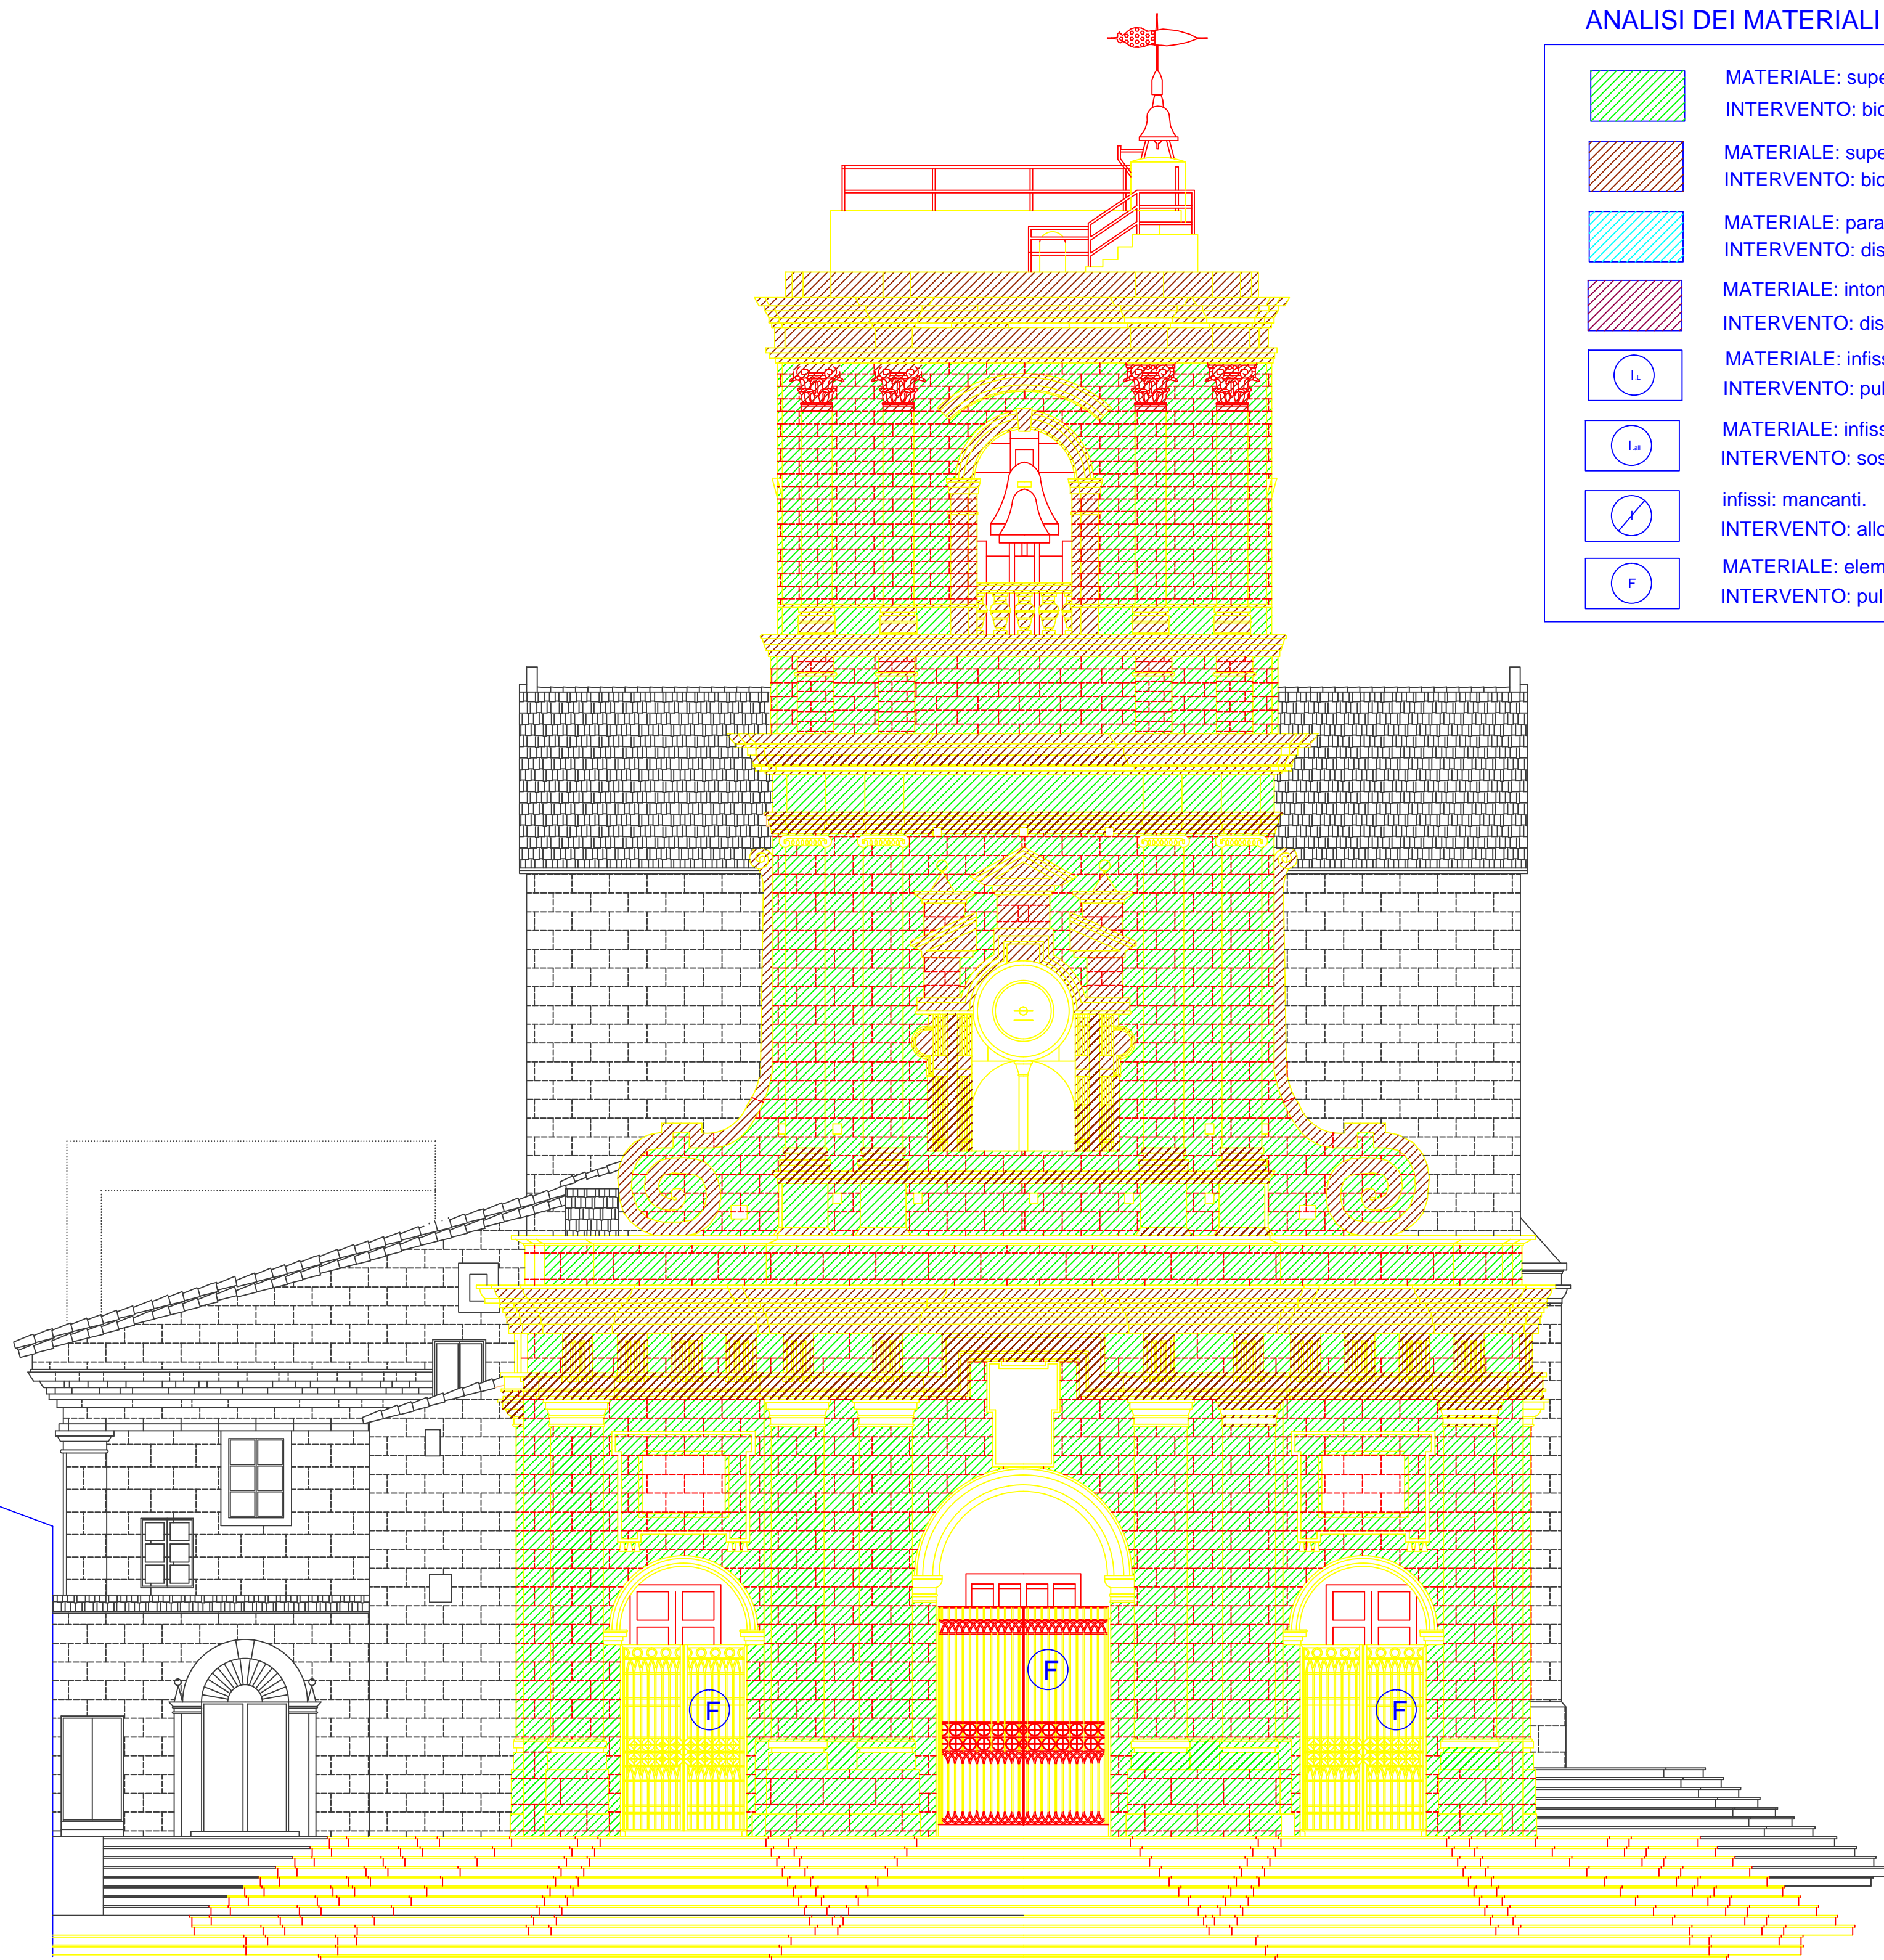 ANALISI DEI MATERIALI
MATERIALE: supe
INTERVENTO: bio
MATERIALE: supe
INTERVENTO: bio
MATERIALE: para
INTERVENTO: dis
MATERIALE: inton
INTERVENTO: dis
I.L
MATERIALE: infiss
INTERVENTO: pul
I.all
MATERIALE: infiss
INTERVENTO: sos
I
infissi: mancanti.
INTERVENTO: allo
F
MATERIALE: elem
INTERVENTO: pul
F
F
F